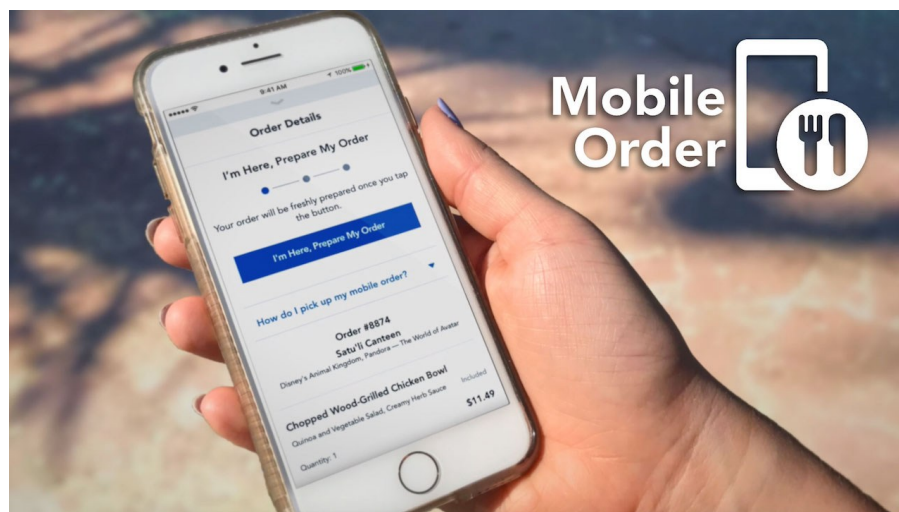 9:41 AM
100%
Order Details
I'm Here, Prepare My Order
Your order will be freshly prepared once you tap
the button.
I'm Here, Prepare My Order
How do I pick up my mobile order?
Order #8874
Satu'li Canteen
Disney's Animal Kingdom, Pandora — The World of Avatar
Chopped Wood-Grilled Chicken Bowl
Included
Quinoa and Vegetable Salad, Creamy Herb Sauce
$11.49
Quantity: 1
Mobile
Order